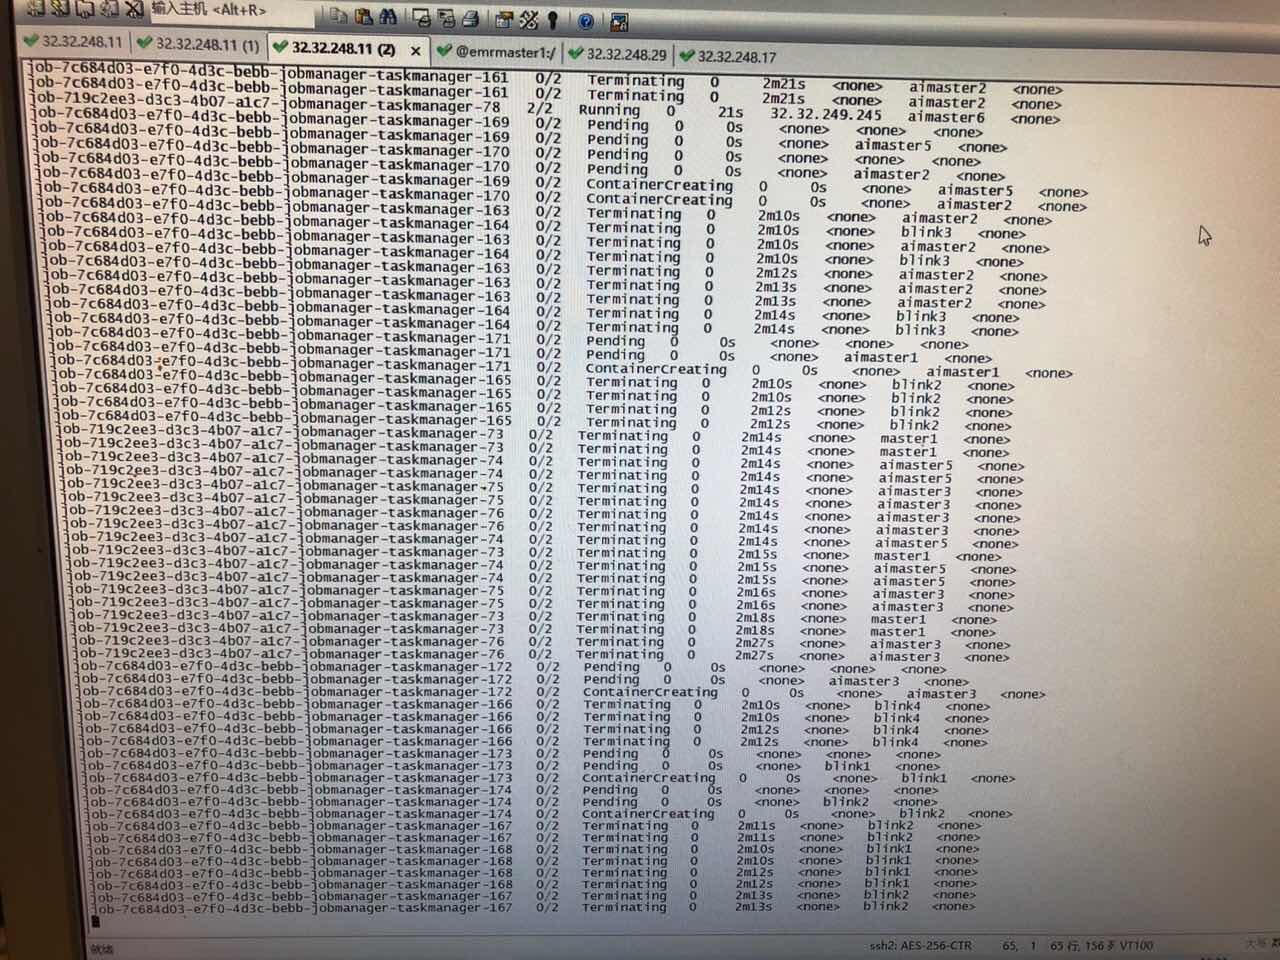 输入主机 <Alt+R>
32.32.248.11 32.32.248.11 (1) 32.32.248.11 (2) × @emrmaster1:/ 32.32.248.29 32.32.248.17
job-7c684d03-e7f0-4d3c-bebb-jobmanager-taskmanager-161 0/2 Terminating 0 2m21s <none> aimaster2 <none>
job-7c684d03-e7f0-4d3c-bebb-jobmanager-taskmanager-161 0/2 Terminating 0 2m21s <none> aimaster2 <none>
job-719c2ee3-d3c3-4b07-a1c7-jobmanager-taskmanager-78 2/2 Running 0 21s 32.32.249.245 aimaster6 <none>
job-7c684d03-e7f0-4d3c-bebb-jobmanager-taskmanager-169 0/2 Pending 0 0s <none> <none> <none>
job-7c684d03-e7f0-4d3c-bebb-jobmanager-taskmanager-169 0/2 Pending 0 0s <none> aimaster5 <none>
job-7c684d03-e7f0-4d3c-bebb-jobmanager-taskmanager-170 0/2 Pending 0 0s <none> <none> <none>
job-7c684d03-e7f0-4d3c-bebb-jobmanager-taskmanager-170 0/2 Pending 0 0s <none> aimaster2 <none>
job-7c684d03-e7f0-4d3c-bebb-jobmanager-taskmanager-169 0/2 ContainerCreating 0 0s <none> aimaster5 <none>
job-7c684d03-e7f0-4d3c-bebb-jobmanager-taskmanager-170 0/2 ContainerCreating 0 0s <none> aimaster2 <none>
job-7c684d03-e7f0-4d3c-bebb-jobmanager-taskmanager-163 0/2 Terminating 0 2m10s <none> aimaster2 <none>
job-7c684d03-e7f0-4d3c-bebb-jobmanager-taskmanager-164 0/2 Terminating 0 2m10s <none> blink3 <none>
job-7c684d03-e7f0-4d3c-bebb-jobmanager-taskmanager-163 0/2 Terminating 0 2m10s <none> aimaster2 <none>
job-7c684d03-e7f0-4d3c-bebb-jobmanager-taskmanager-164 0/2 Terminating 0 2m10s <none> blink3 <none>
job-7c684d03-e7f0-4d3c-bebb-jobmanager-taskmanager-163 0/2 Terminating 0 2m12s <none> aimaster2 <none>
job-7c684d03-e7f0-4d3c-bebb-jobmanager-taskmanager-163 0/2 Terminating 0 2m13s <none> aimaster2 <none>
job-7c684d03-e7f0-4d3c-bebb-jobmanager-taskmanager-163 0/2 Terminating 0 2m13s <none> aimaster2 <none>
job-7c684d03-e7f0-4d3c-bebb-jobmanager-taskmanager-164 0/2 Terminating 0 2m14s <none> blink3 <none>
job-7c684d03-e7f0-4d3c-bebb-jobmanager-taskmanager-164 0/2 Terminating 0 2m14s <none> blink3 <none>
job-7c684d03-e7f0-4d3c-bebb-jobmanager-taskmanager-171 0/2 Pending 0 0s <none> <none> <none>
job-7c684d03-e7f0-4d3c-bebb-jobmanager-taskmanager-171 0/2 Pending 0 0s <none> aimaster1 <none>
job-7c684d03-e7f0-4d3c-bebb-jobmanager-taskmanager-171 0/2 ContainerCreating 0 0s <none> aimaster1 <none>
job-7c684d03-e7f0-4d3c-bebb-jobmanager-taskmanager-165 0/2 Terminating 0 2m10s <none> blink2 <none>
job-7c684d03-e7f0-4d3c-bebb-jobmanager-taskmanager-165 0/2 Terminating 0 2m10s <none> blink2 <none>
job-7c684d03-e7f0-4d3c-bebb-jobmanager-taskmanager-165 0/2 Terminating 0 2m12s <none> blink2 <none>
job-7c684d03-e7f0-4d3c-bebb-jobmanager-taskmanager-165 0/2 Terminating 0 2m12s <none> blink2 <none>
job-719c2ee3-d3c3-4b07-a1c7-jobmanager-taskmanager-73 0/2 Terminating 0 2m14s <none> master1 <none>
job-719c2ee3-d3c3-4b07-a1c7-jobmanager-taskmanager-73 0/2 Terminating 0 2m14s <none> master1 <none>
job-719c2ee3-d3c3-4b07-a1c7-jobmanager-taskmanager-74 0/2 Terminating 0 2m14s <none> aimaster5 <none>
job-719c2ee3-d3c3-4b07-a1c7-jobmanager-taskmanager-74 0/2 Terminating 0 2m14s <none> aimaster5 <none>
job-719c2ee3-d3c3-4b07-a1c7-jobmanager-taskmanager-75 0/2 Terminating 0 2m14s <none> aimaster3 <none>
job-719c2ee3-d3c3-4b07-a1c7-jobmanager-taskmanager-75 0/2 Terminating 0 2m14s <none> aimaster3 <none>
job-719c2ee3-d3c3-4b07-a1c7-jobmanager-taskmanager-76 0/2 Terminating 0 2m14s <none> aimaster3 <none>
job-719c2ee3-d3c3-4b07-a1c7-jobmanager-taskmanager-76 0/2 Terminating 0 2m14s <none> aimaster3 <none>
job-719c2ee3-d3c3-4b07-a1c7-jobmanager-taskmanager-74 0/2 Terminating 0 2m14s <none> aimaster5 <none>
job-719c2ee3-d3c3-4b07-a1c7-jobmanager-taskmanager-73 0/2 Terminating 0 2m15s <none> master1 <none>
job-719c2ee3-d3c3-4b07-a1c7-jobmanager-taskmanager-74 0/2 Terminating 0 2m15s <none> aimaster5 <none>
job-719c2ee3-d3c3-4b07-a1c7-jobmanager-taskmanager-74 0/2 Terminating 0 2m15s <none> aimaster5 <none>
job-719c2ee3-d3c3-4b07-a1c7-jobmanager-taskmanager-75 0/2 Terminating 0 2m16s <none> aimaster3 <none>
job-719c2ee3-d3c3-4b07-a1c7-jobmanager-taskmanager-75 0/2 Terminating 0 2m16s <none> aimaster3 <none>
job-719c2ee3-d3c3-4b07-a1c7-jobmanager-taskmanager-73 0/2 Terminating 0 2m18s <none> master1 <none>
job-719c2ee3-d3c3-4b07-a1c7-jobmanager-taskmanager-73 0/2 Terminating 0 2m18s <none> master1 <none>
job-719c2ee3-d3c3-4b07-a1c7-jobmanager-taskmanager-76 0/2 Terminating 0 2m27s <none> aimaster3 <none>
job-719c2ee3-d3c3-4b07-a1c7-jobmanager-taskmanager-76 0/2 Terminating 0 2m27s <none> aimaster3 <none>
job-7c684d03-e7f0-4d3c-bebb-jobmanager-taskmanager-172 0/2 Pending 0 0s <none> <none> <none>
job-7c684d03-e7f0-4d3c-bebb-jobmanager-taskmanager-172 0/2 Pending 0 0s <none> aimaster3 <none>
job-7c684d03-e7f0-4d3c-bebb-jobmanager-taskmanager-172 0/2 ContainerCreating 0 0s <none> aimaster3 <none>
job-7c684d03-e7f0-4d3c-bebb-jobmanager-taskmanager-166 0/2 Terminating 0 2m10s <none> blink4 <none>
job-7c684d03-e7f0-4d3c-bebb-jobmanager-taskmanager-166 0/2 Terminating 0 2m10s <none> blink4 <none>
job-7c684d03-e7f0-4d3c-bebb-jobmanager-taskmanager-166 0/2 Terminating 0 2m12s <none> blink4 <none>
job-7c684d03-e7f0-4d3c-bebb-jobmanager-taskmanager-166 0/2 Terminating 0 2m12s <none> blink4 <none>
job-7c684d03-e7f0-4d3c-bebb-jobmanager-taskmanager-173 0/2 Pending 0 0s <none> <none> <none>
job-7c684d03-e7f0-4d3c-bebb-jobmanager-taskmanager-173 0/2 Pending 0 0s <none> blink1 <none>
job-7c684d03-e7f0-4d3c-bebb-jobmanager-taskmanager-173 0/2 ContainerCreating 0 0s <none> blink1 <none>
job-7c684d03-e7f0-4d3c-bebb-jobmanager-taskmanager-174 0/2 Pending 0 0s <none> <none> <none>
job-7c684d03-e7f0-4d3c-bebb-jobmanager-taskmanager-174 0/2 Pending 0 0s <none> blink2 <none>
job-7c684d03-e7f0-4d3c-bebb-jobmanager-taskmanager-174 0/2 ContainerCreating 0 0s <none> blink2 <none>
job-7c684d03-e7f0-4d3c-bebb-jobmanager-taskmanager-167 0/2 Terminating 0 2m11s <none> blink2 <none>
job-7c684d03-e7f0-4d3c-bebb-jobmanager-taskmanager-167 0/2 Terminating 0 2m11s <none> blink2 <none>
job-7c684d03-e7f0-4d3c-bebb-jobmanager-taskmanager-168 0/2 Terminating 0 2m10s <none> blink1 <none>
job-7c684d03-e7f0-4d3c-bebb-jobmanager-taskmanager-168 0/2 Terminating 0 2m10s <none> blink1 <none>
job-7c684d03-e7f0-4d3c-bebb-jobmanager-taskmanager-168 0/2 Terminating 0 2m12s <none> blink1 <none>
job-7c684d03-e7f0-4d3c-bebb-jobmanager-taskmanager-168 0/2 Terminating 0 2m12s <none> blink1 <none>
job-7c684d03-e7f0-4d3c-bebb-jobmanager-taskmanager-167 0/2 Terminating 0 2m13s <none> blink2 <none>
job-7c684d03-e7f0-4d3c-bebb-jobmanager-taskmanager-167 0/2 Terminating 0 2m13s <none> blink2 <none>
就绪 ssh2: AES-256-CTR 65, 1 65 行, 156 列 VT100 大写